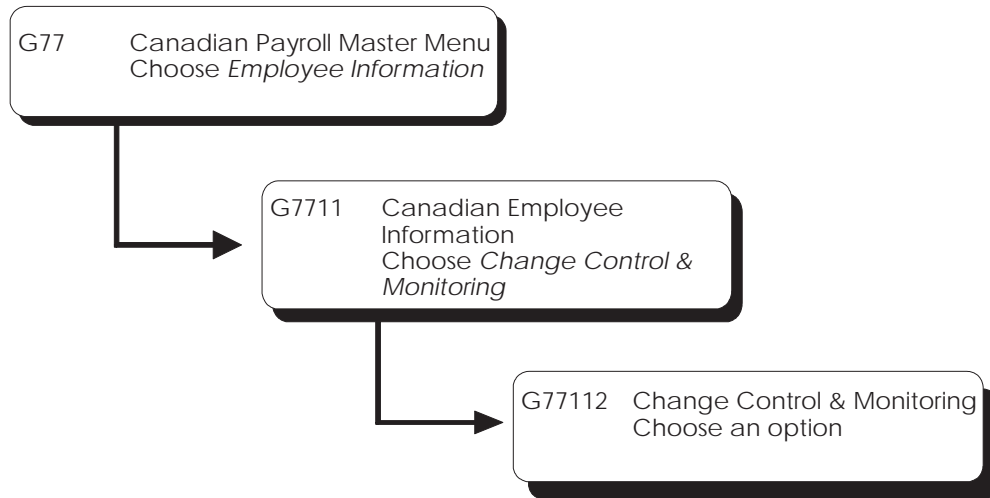 G77 Canadian Payroll Master Menu
Choose Employee Information
G7711 Canadian Employee
Information
Choose Change Control &
Monitoring
G77112 Change Control & Monitoring
Choose an option